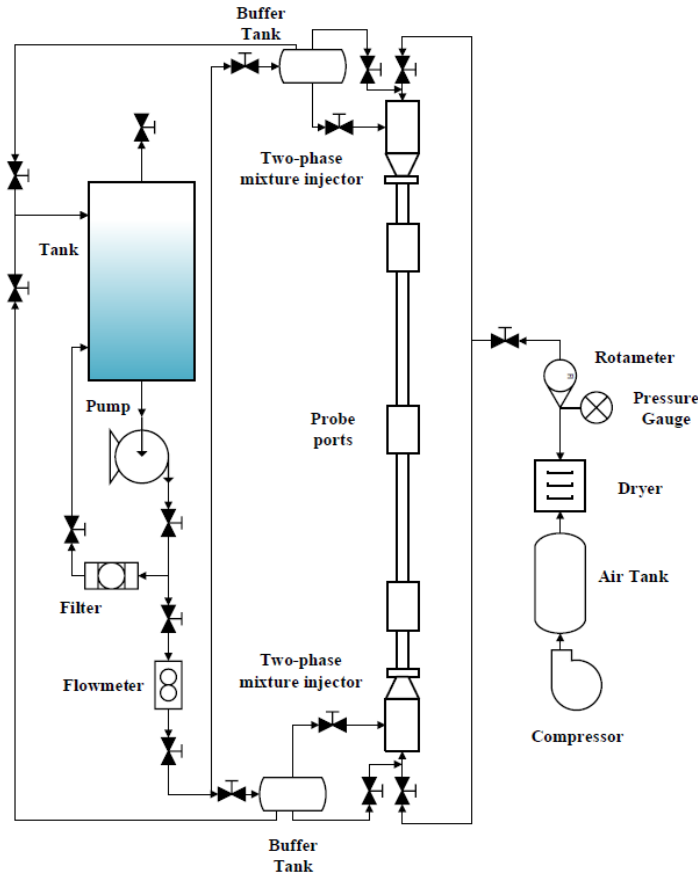 Buffer
Tank
Two-phase
mixture injector
Tank
Rotameter
Pressure
Gauge
Pump
Probe
ports
Dryer
Air Tank
Filter
Two-phase
mixture injector
Flowmeter
Compressor
Buffer
Tank